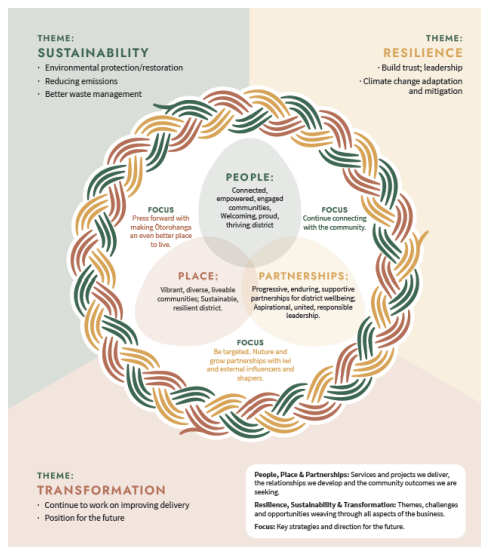 THEME:
SUSTAINABILITY
· Environmental protection/restoration
· Reducing emissions
· Better waste management
THEME:
RESILIENCE
· Build trust; leadership
· Climate change adaptation
and mitigation
PEOPLE:
Connected,
empowered, engaged
communities,
Welcoming, proud,
thriving district
FOCUS
Press forward with
making Ōtorohanga
an even better place
to live.
FOCUS
Continue connecting
with the community.
PLACE:
Vibrant, diverse, liveable
communities; Sustainable,
resilient district.
PARTNERSHIPS:
Progressive, enduring, supportive
partnerships for district wellbeing;
Aspirational, united, responsible
leadership.
FOCUS
Be targeted. Nuture and
grow partnerships with iwi
and external influencers and
shapers.
THEME:
TRANSFORMATION
· Continue to work on improving delivery
· Position for the future
People, Place & Partnerships: Services and projects we deliver,
the relationships we develop and the community outcomes we are
seeking.
Resilience, Sustainability & Transformation: Themes, challenges
and opportunities weaving through all aspects of the business.
Focus: Key strategies and direction for the future.